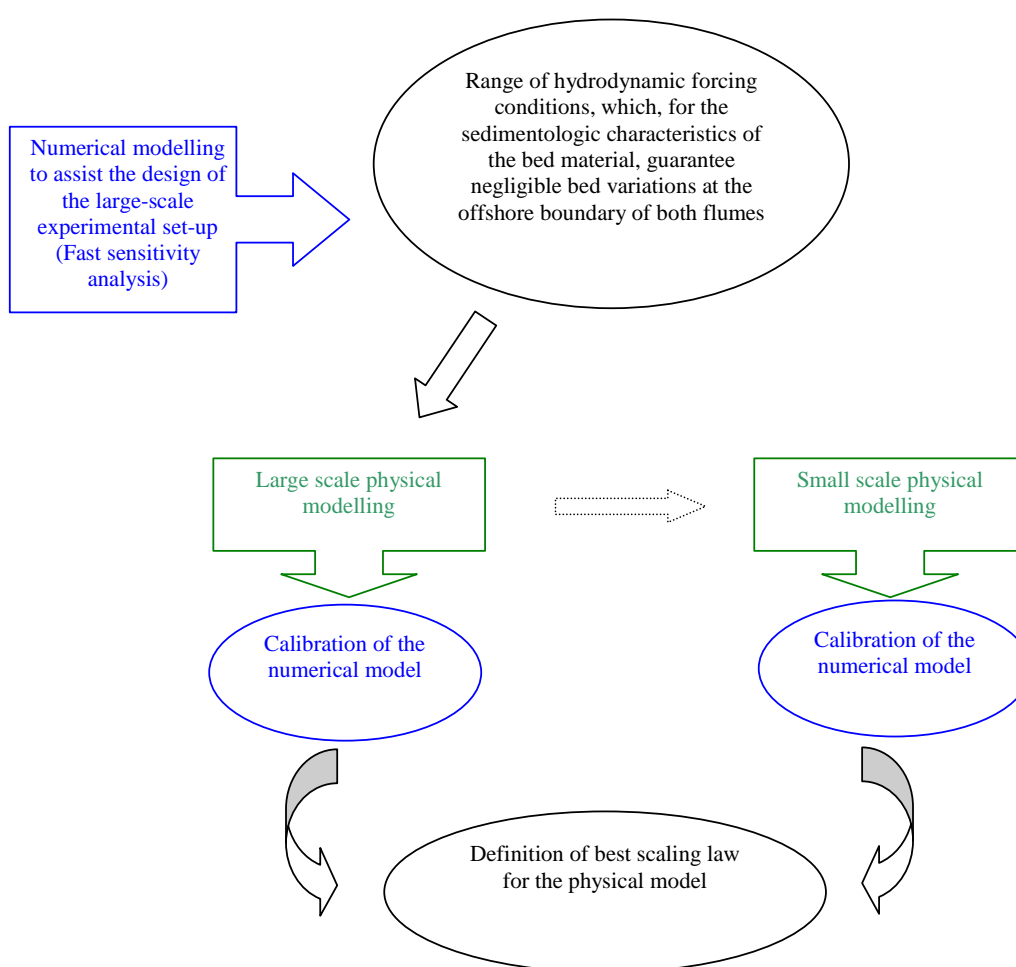 Range of hydrodynamic forcing
conditions, which, for the
sedimentologic characteristics of
the bed material, guarantee
negligible bed variations at the
offshore boundary of both flumes
Numerical modelling
to assist the design of
the large-scale
experimental set-up
(Fast sensitivity
analysis)
Large scale physical
modelling
Small scale physical
modelling
Calibration of the
numerical model
Calibration of the
numerical model
Definition of best scaling law
for the physical model